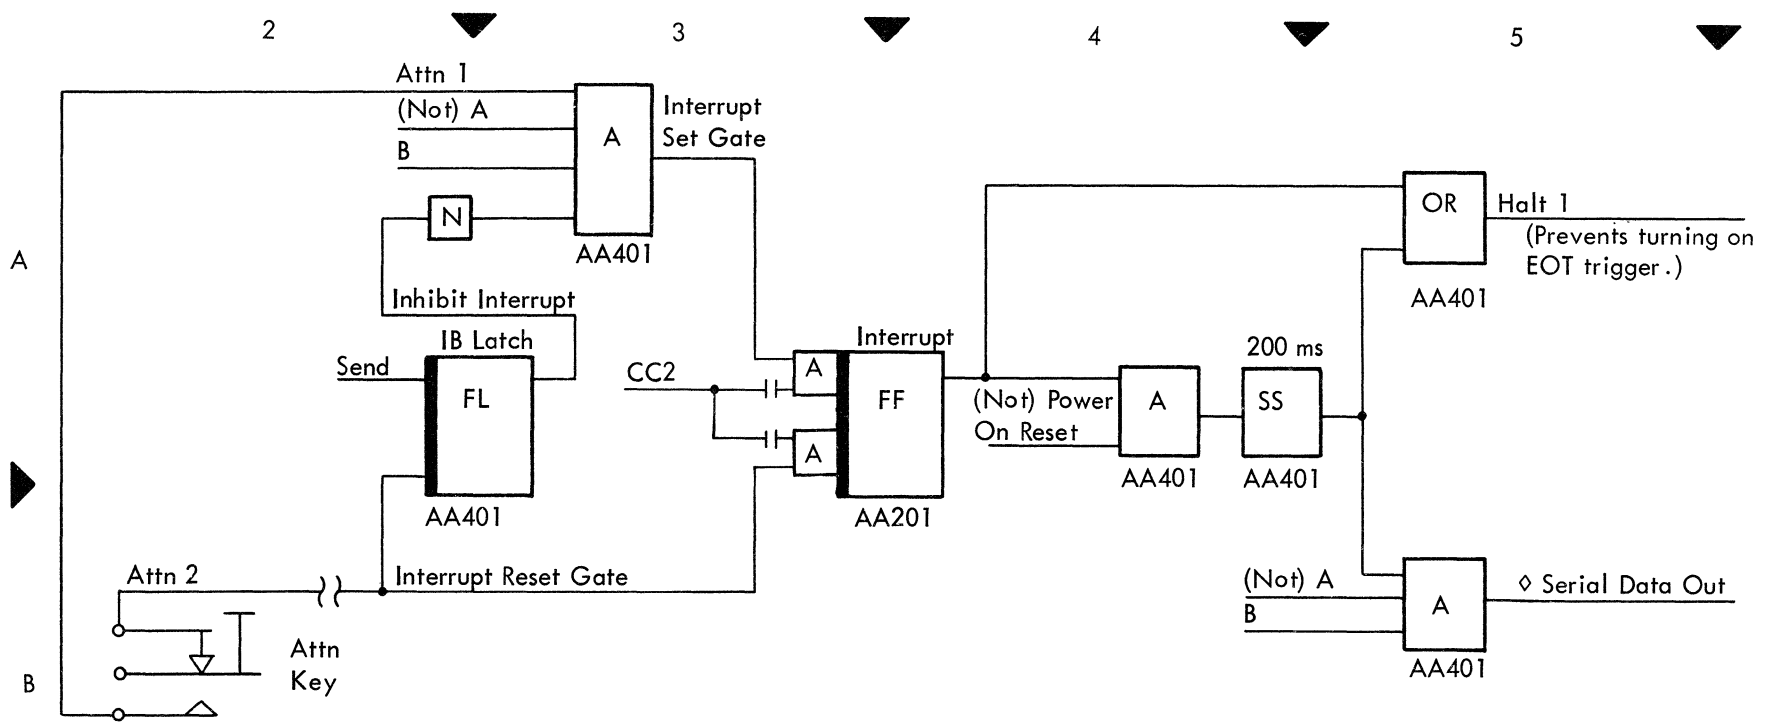 2 3 4 5
Attn 1
(Not) A
B
A
Interrupt
Set Gate
N
AA401
OR
Halt 1
(Prevents turning on
EOT trigger.)
AA401
A
Inhibit Interrupt
IB Latch
Send
FL
AA401
CC2
A
A
Interrupt
FF
AA201
(Not) Power
On Reset
A
AA401
200 ms
SS
AA401
Attn 2
Interrupt Reset Gate
Attn
Key
B
(Not) A
B
A
AA401
◊ Serial Data Out